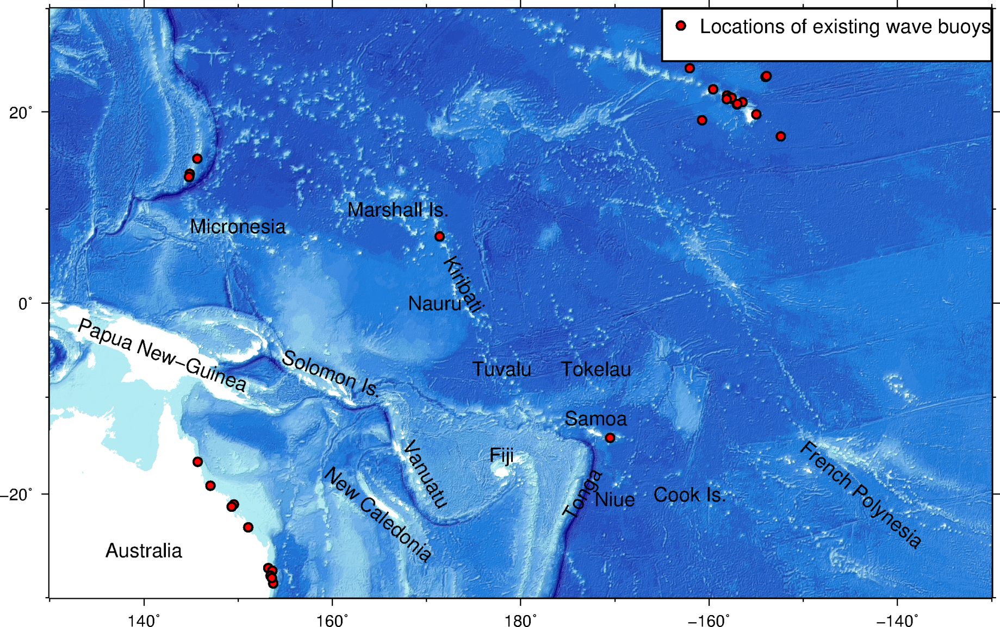 Locations of existing wave buoys
20°
Marshall Is.
Micronesia
Kiribati
Nauru
0°
Papua New-Guinea
Solomon Is.
Tuvalu
Tokelau
Samoa
Vanuatu
Fiji
French Polynesia
New Caledonia
Tonga
Niue
Cook Is.
-20°
Australia
140°
160°
180°
-160°
-140°